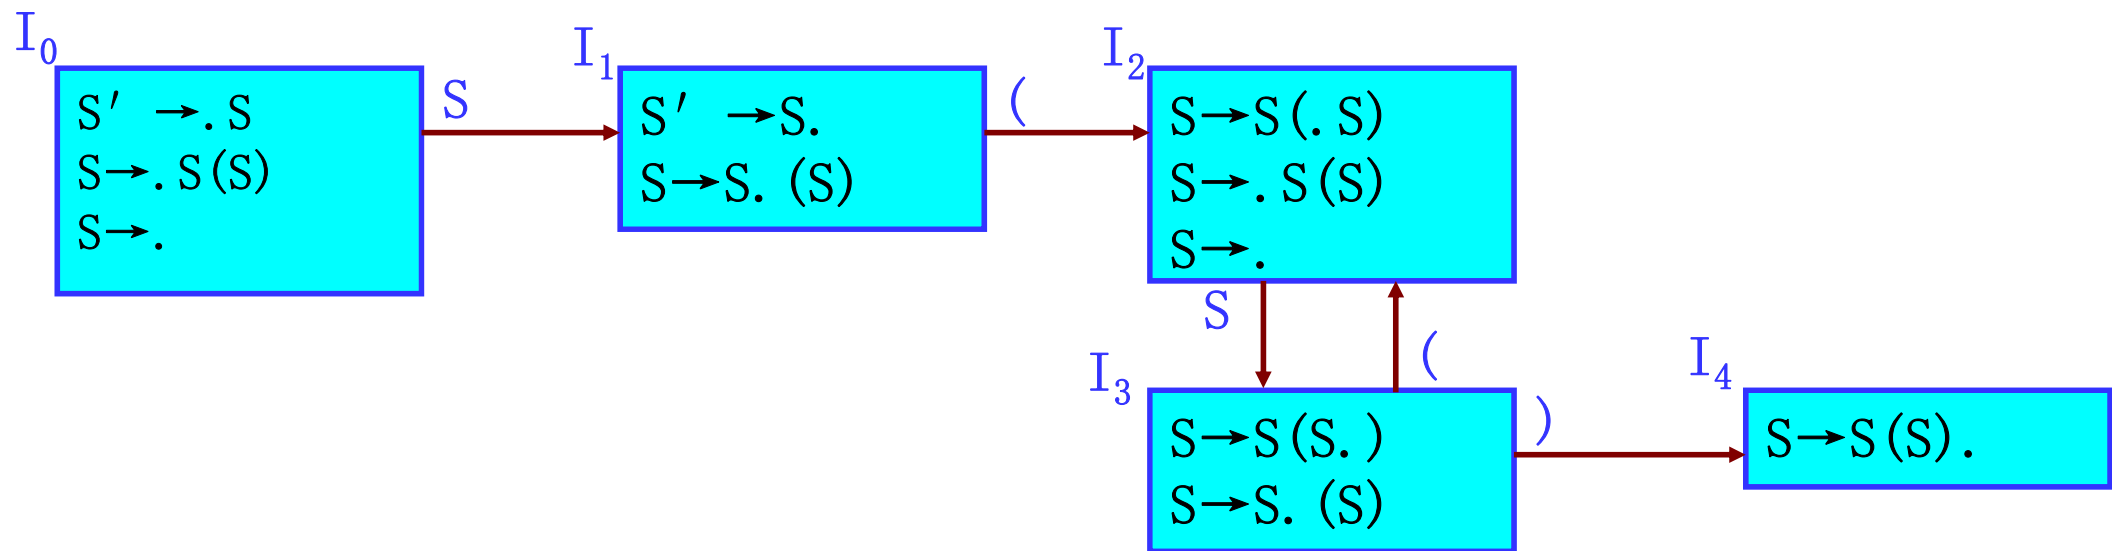 I0
S' →.S
S→.S(S)
S→.
S
I1
S' →S.
S→S.(S)
(
I2
S→S(.S)
S→.S(S)
S→.
S
(
I3
S→S(S.)
S→S.(S)
)
I4
S→S(S).